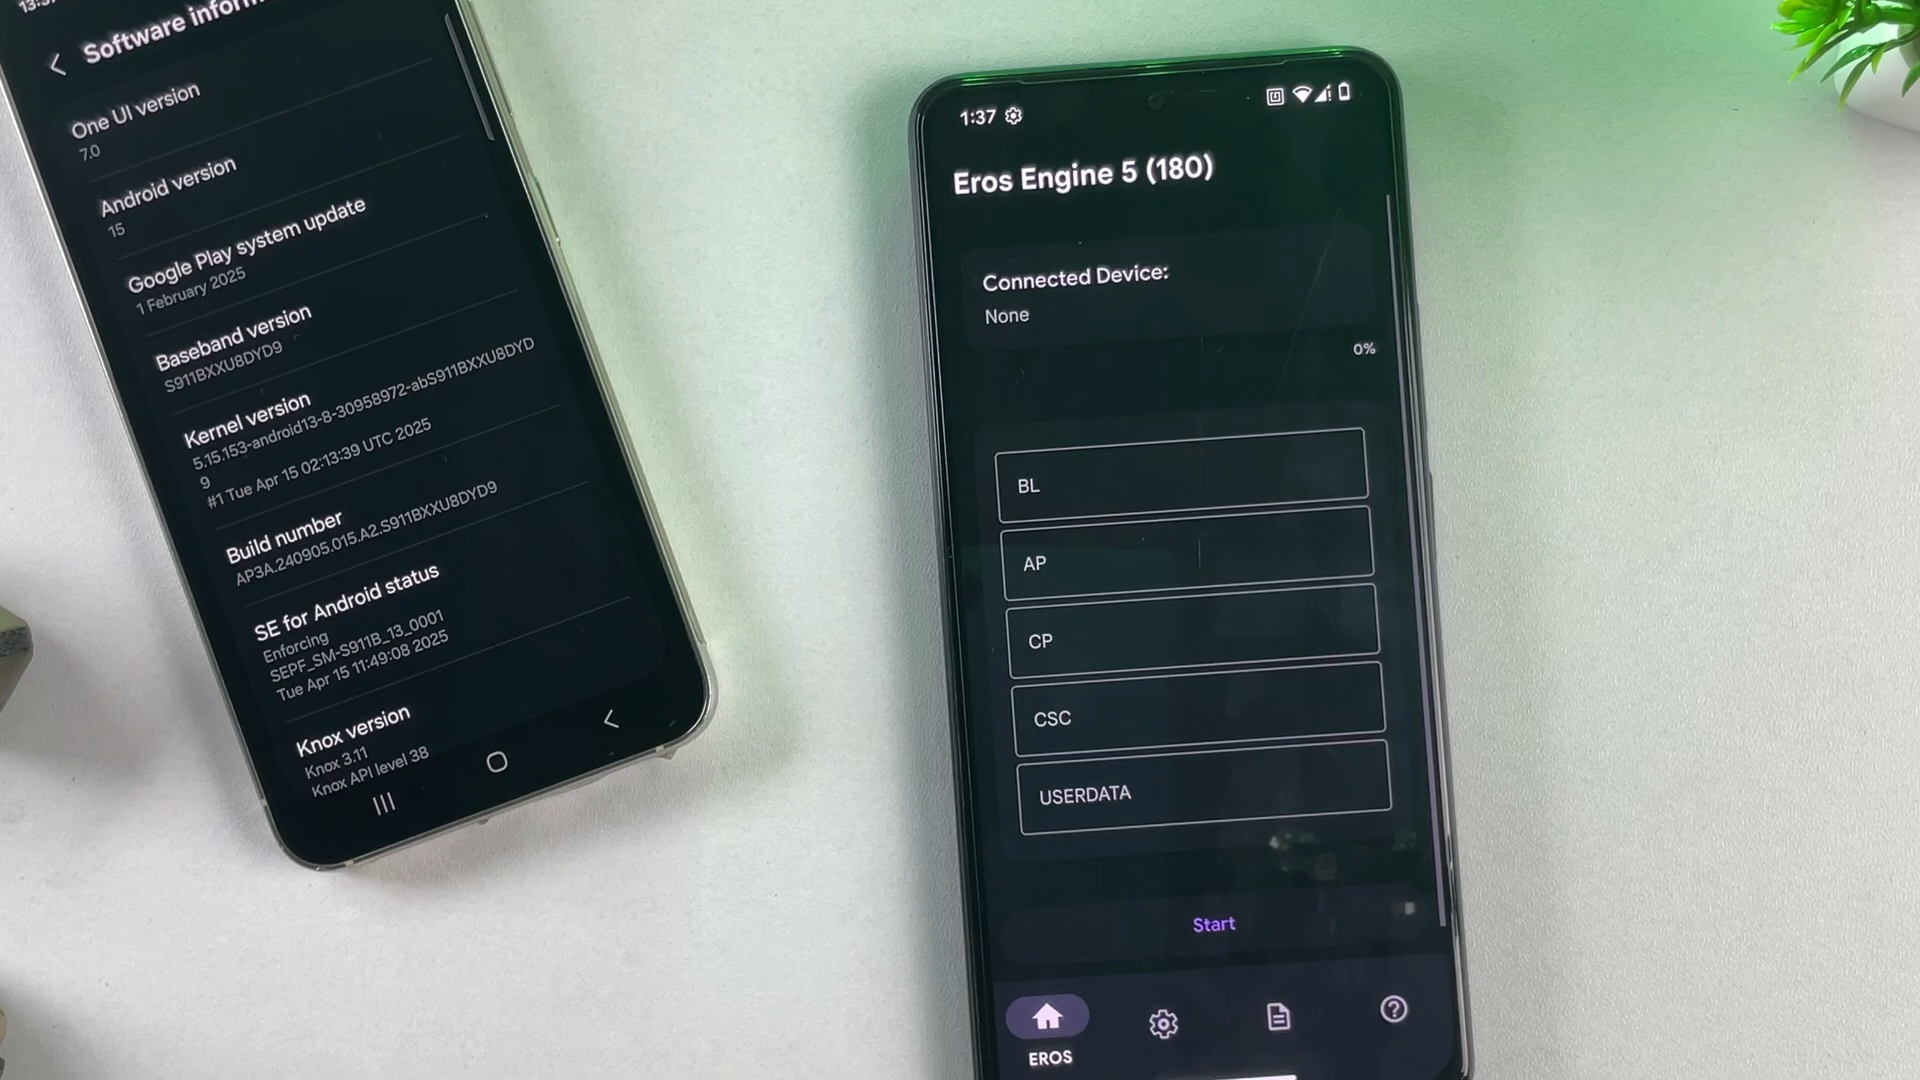 Software
One UI version
7.0
Android version
15
Google Play system update
1 February 2025
Baseband version
S911BXXU8DYD9
Kernel version
5.15.153-android13-8-30958972-abS911BXXU8DYD
9
#1 Tue Apr 15 02:13:39 UTC 2025
Build number
AP3A.240905.015.A2.S911BXXU8DYD9
SE for Android status
Enforcing
SEPF_SM-S911B_13_0001
Tue Apr 15 11:49:08 2025
Knox version
Knox 3.11
Knox API level 38
1:37
Eros Engine 5 (180)
Connected Device:
None
0%
BL
AP
CP
CSC
USERDATA
Start
EROS